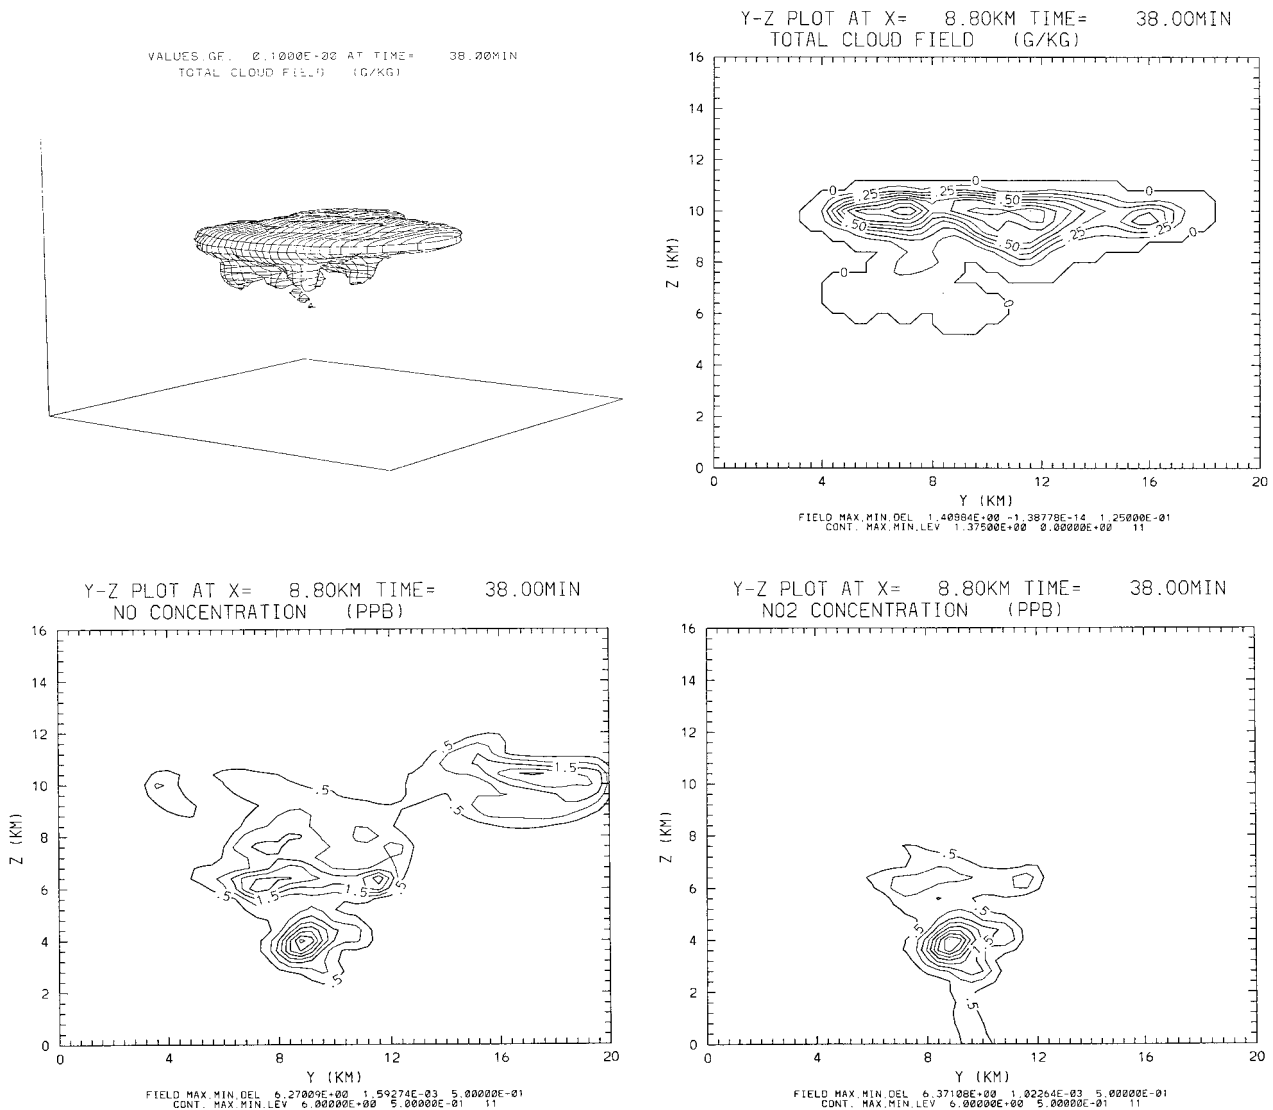 VALUES.GE. 0.1000E+00 AT TIME= 38.00MIN
TOTAL CLOUD FIELD (G/KG)
Y-Z PLOT AT X= 8.80KM TIME= 38.00MIN
TOTAL CLOUD FIELD (G/KG)
16
14
12
10
8
6
4
2
0
Z (KM)
0
0
0
.25
.25
.50
.50
.50
.25
.25
0
0
0
0 4 8 12 16 20
Y (KM)
FIELD MAX,MIN,DEL 1.40984E+00 -1.38778E-14 1.25000E-01
CONT. MAX,MIN,LEV 1.37500E+00 0.00000E+00 11
Y-Z PLOT AT X= 8.80KM TIME= 38.00MIN
NO CONCENTRATION (PPB)
16
14
12
10
8
6
4
2
0
Z (KM)
.5
1.5
.5
.5
.5
1.5
1.5
.5
.5
0 4 8 12 16 20
Y (KM)
FIELD MAX,MIN,DEL 6.27009E+00 1.59274E-03 5.00000E-01
CONT. MAX,MIN,LEV 6.00000E+00 5.00000E-01 11
Y-Z PLOT AT X= 8.80KM TIME= 38.00MIN
NO2 CONCENTRATION (PPB)
16
14
12
10
8
6
4
2
0
Z (KM)
.5
.5
.5
1.5
.5
0 4 8 12 16 20
Y (KM)
FIELD MAX,MIN,DEL 6.37108E+00 1.02264E-03 5.00000E-01
CONT. MAX,MIN,LEV 6.00000E+00 5.00000E-01 11